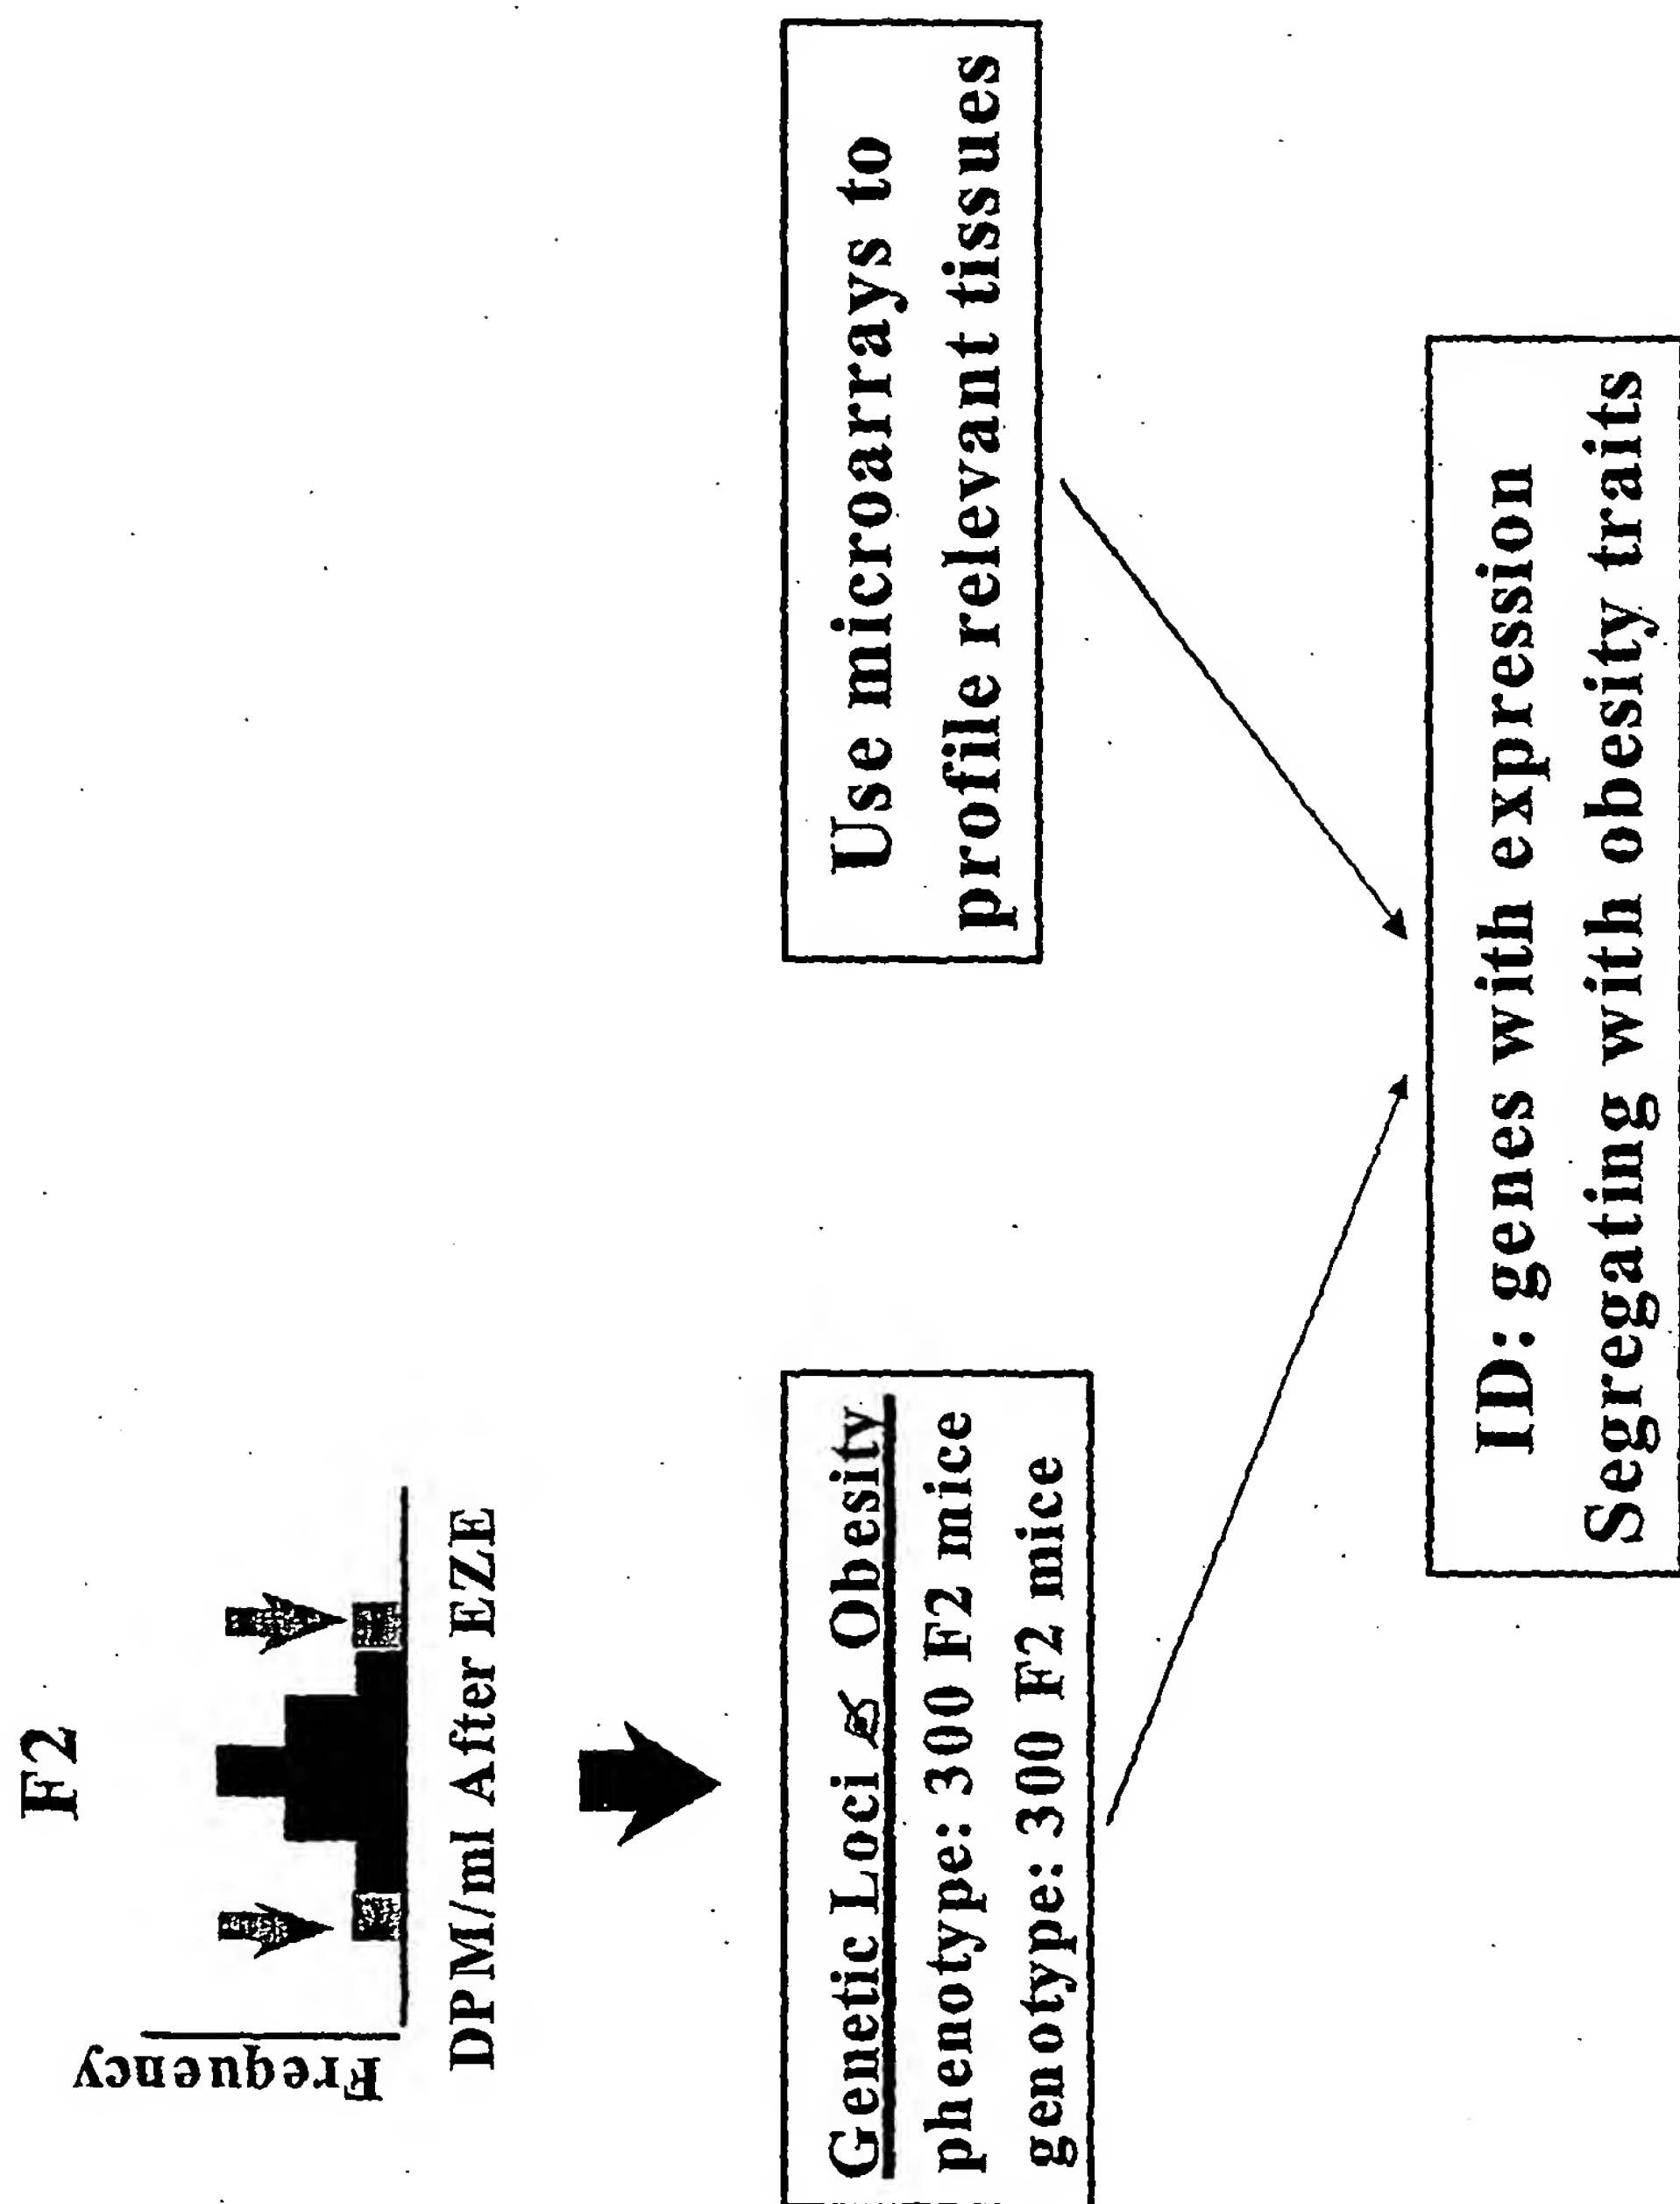 F2
Frequency
DPM/ml After EZE
Genetic Loci & Obesity
phenotype: 300 F2 mice
genotype: 300 F2 mice
Use microarrays to
profile relevant tissues
ID: genes with expression
Segregating with obesity traits